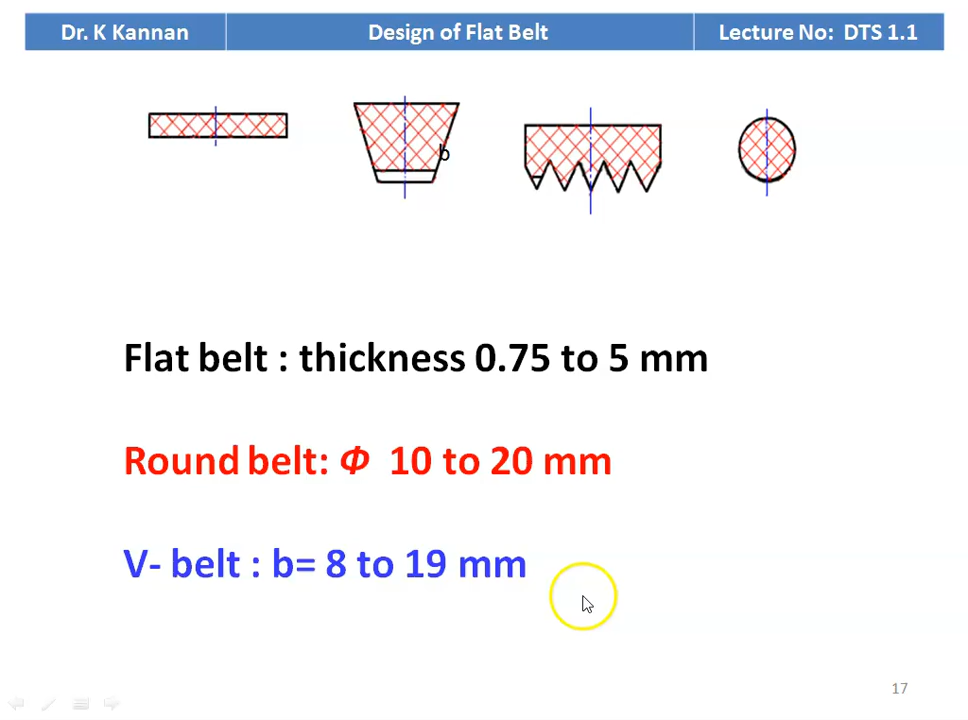 Dr. K Kannan
Design of Flat Belt
Lecture No: DTS 1.1
b
Flat belt : thickness 0.75 to 5 mm
Round belt: Φ 10 to 20 mm
V- belt : b= 8 to 19 mm
17